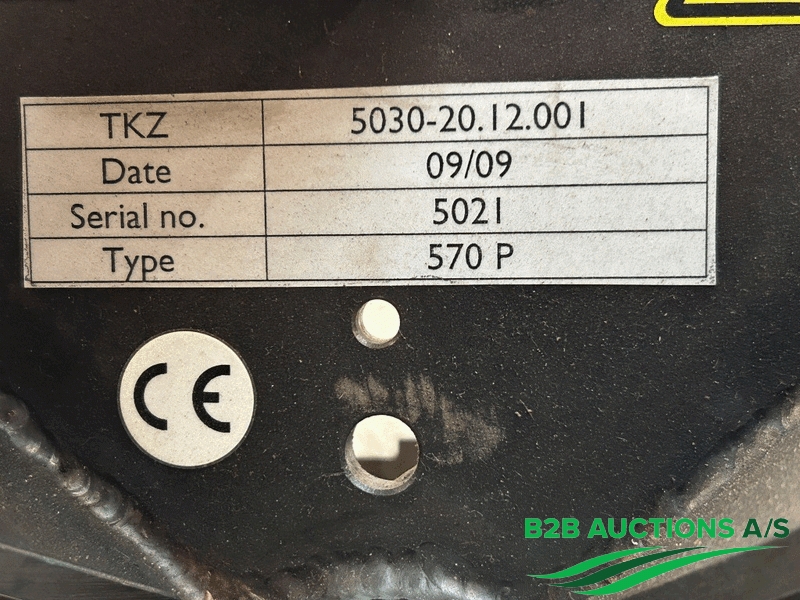 TKZ 5030-20.12.001
Date 09/09
Serial no. 5021
Type 570 P
CE
B2B AUCTIONS A/S